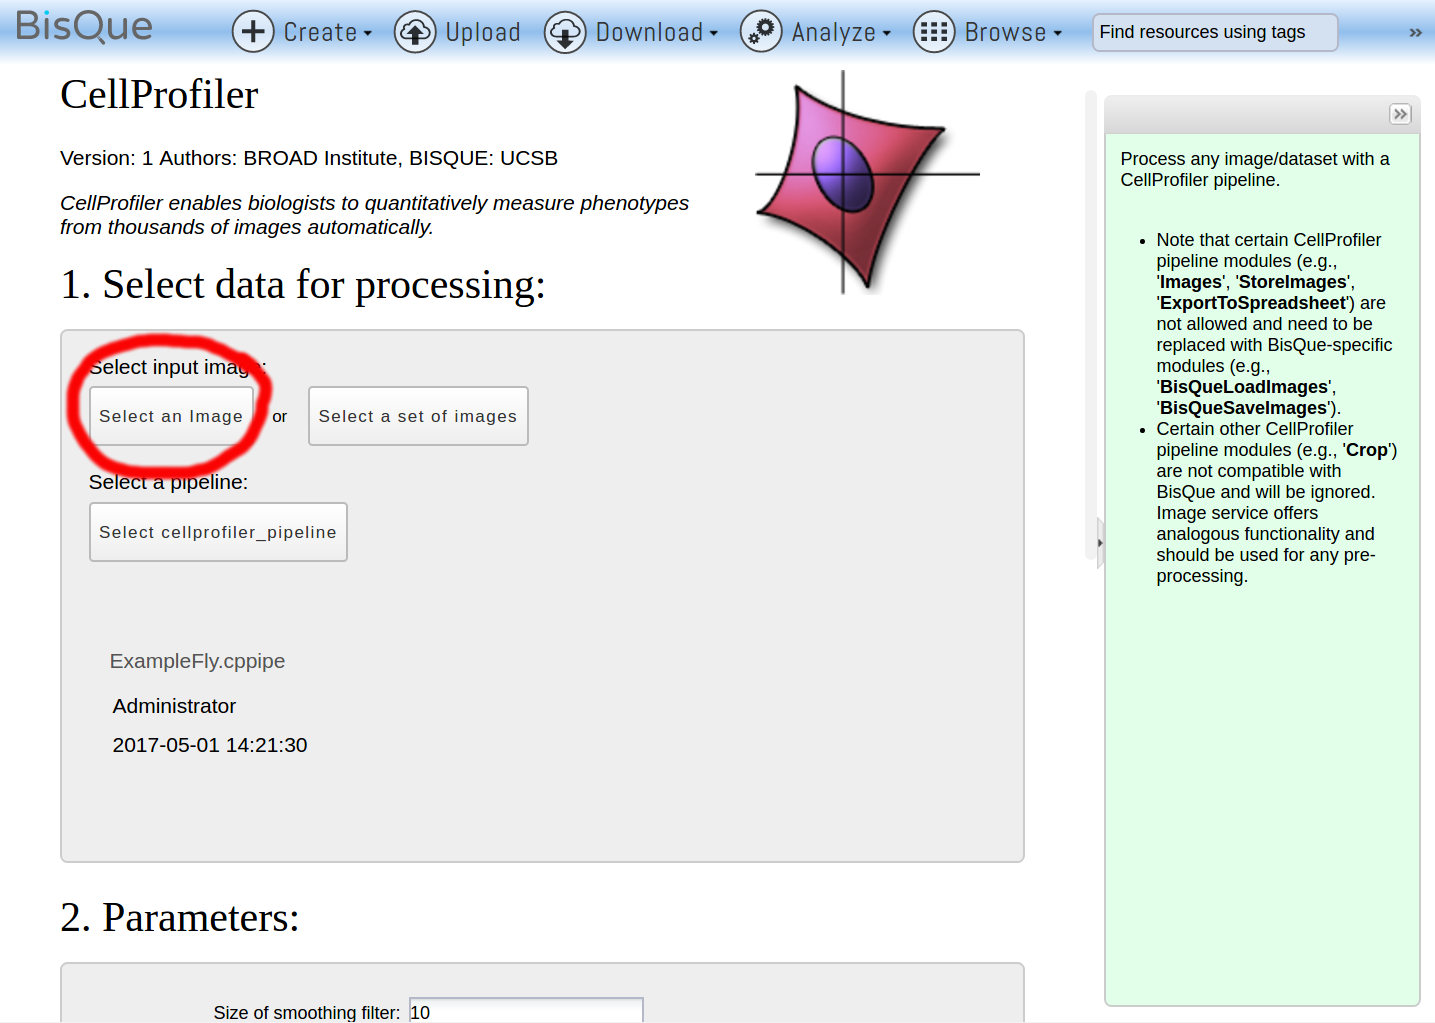 BisQue Create Upload Download Analyze Browse Find resources using tags »
CellProfiler
Version: 1 Authors: BROAD Institute, BISQUE: UCSB
CellProfiler enables biologists to quantitatively measure phenotypes
from thousands of images automatically.
1. Select data for processing:
Select input image:
Select an Image or Select a set of images
Select a pipeline:
Select cellprofiler_pipeline
ExampleFly.cppipe
Administrator
2017-05-01 14:21:30
2. Parameters:
Size of smoothing filter: 10
Process any image/dataset with a
CellProfiler pipeline.
• Note that certain CellProfiler
pipeline modules (e.g.,
'Images', 'StoreImages',
'ExportToSpreadsheet') are
not allowed and need to be
replaced with BisQue-specific
modules (e.g.,
'BisQueLoadImages',
'BisQueSaveImages').
• Certain other CellProfiler
pipeline modules (e.g., 'Crop')
are not compatible with
BisQue and will be ignored.
Image service offers
analogous functionality and
should be used for any pre-
processing.